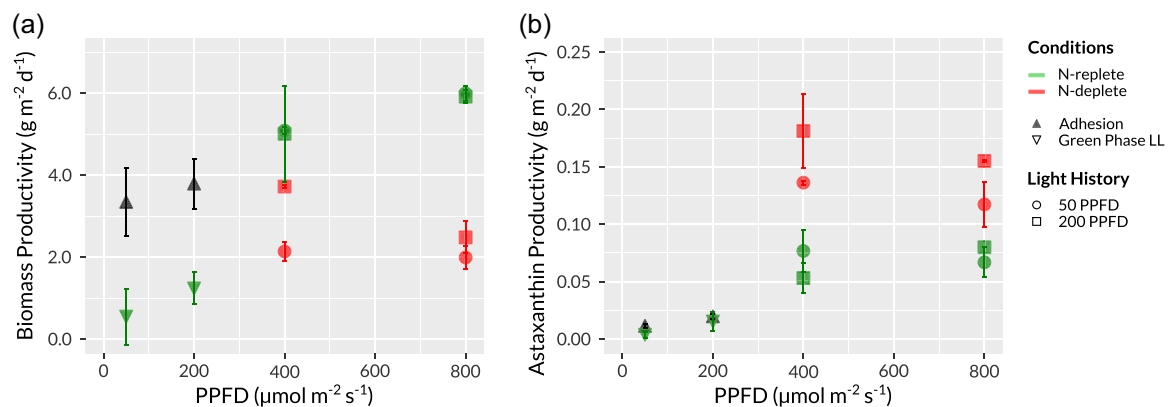 (a)
Biomass Productivity (g m⁻² d⁻¹)
6.0
4.0
2.0
0.0
0 200 400 600 800
PPFD (µmol m⁻² s⁻¹)
(b)
Astaxanthin Productivity (g m⁻² d⁻¹)
0.25
0.20
0.15
0.10
0.05
0.00
0 200 400 600 800
PPFD (µmol m⁻² s⁻¹)
Conditions
N-replete
N-deplete
Adhesion
Green Phase LL
Light History
50 PPFD
200 PPFD